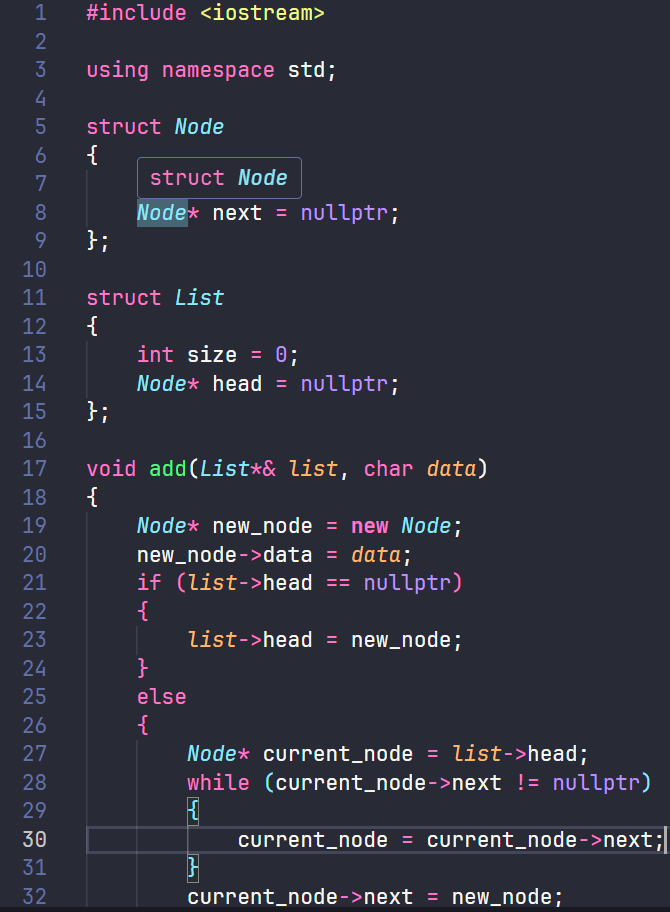 1 #include <iostream>
2
3 using namespace std;
4
5 struct Node
6 {
7 struct Node
8 Node* next = nullptr;
9 };
10
11 struct List
12 {
13 int size = 0;
14 Node* head = nullptr;
15 };
16
17 void add(List*& list, char data)
18 {
19 Node* new_node = new Node;
20 new_node->data = data;
21 if (list->head == nullptr)
22 {
23 list->head = new_node;
24 }
25 else
26 {
27 Node* current_node = list->head;
28 while (current_node->next != nullptr)
29 {
30 current_node = current_node->next;
31 }
32 current_node->next = new_node;